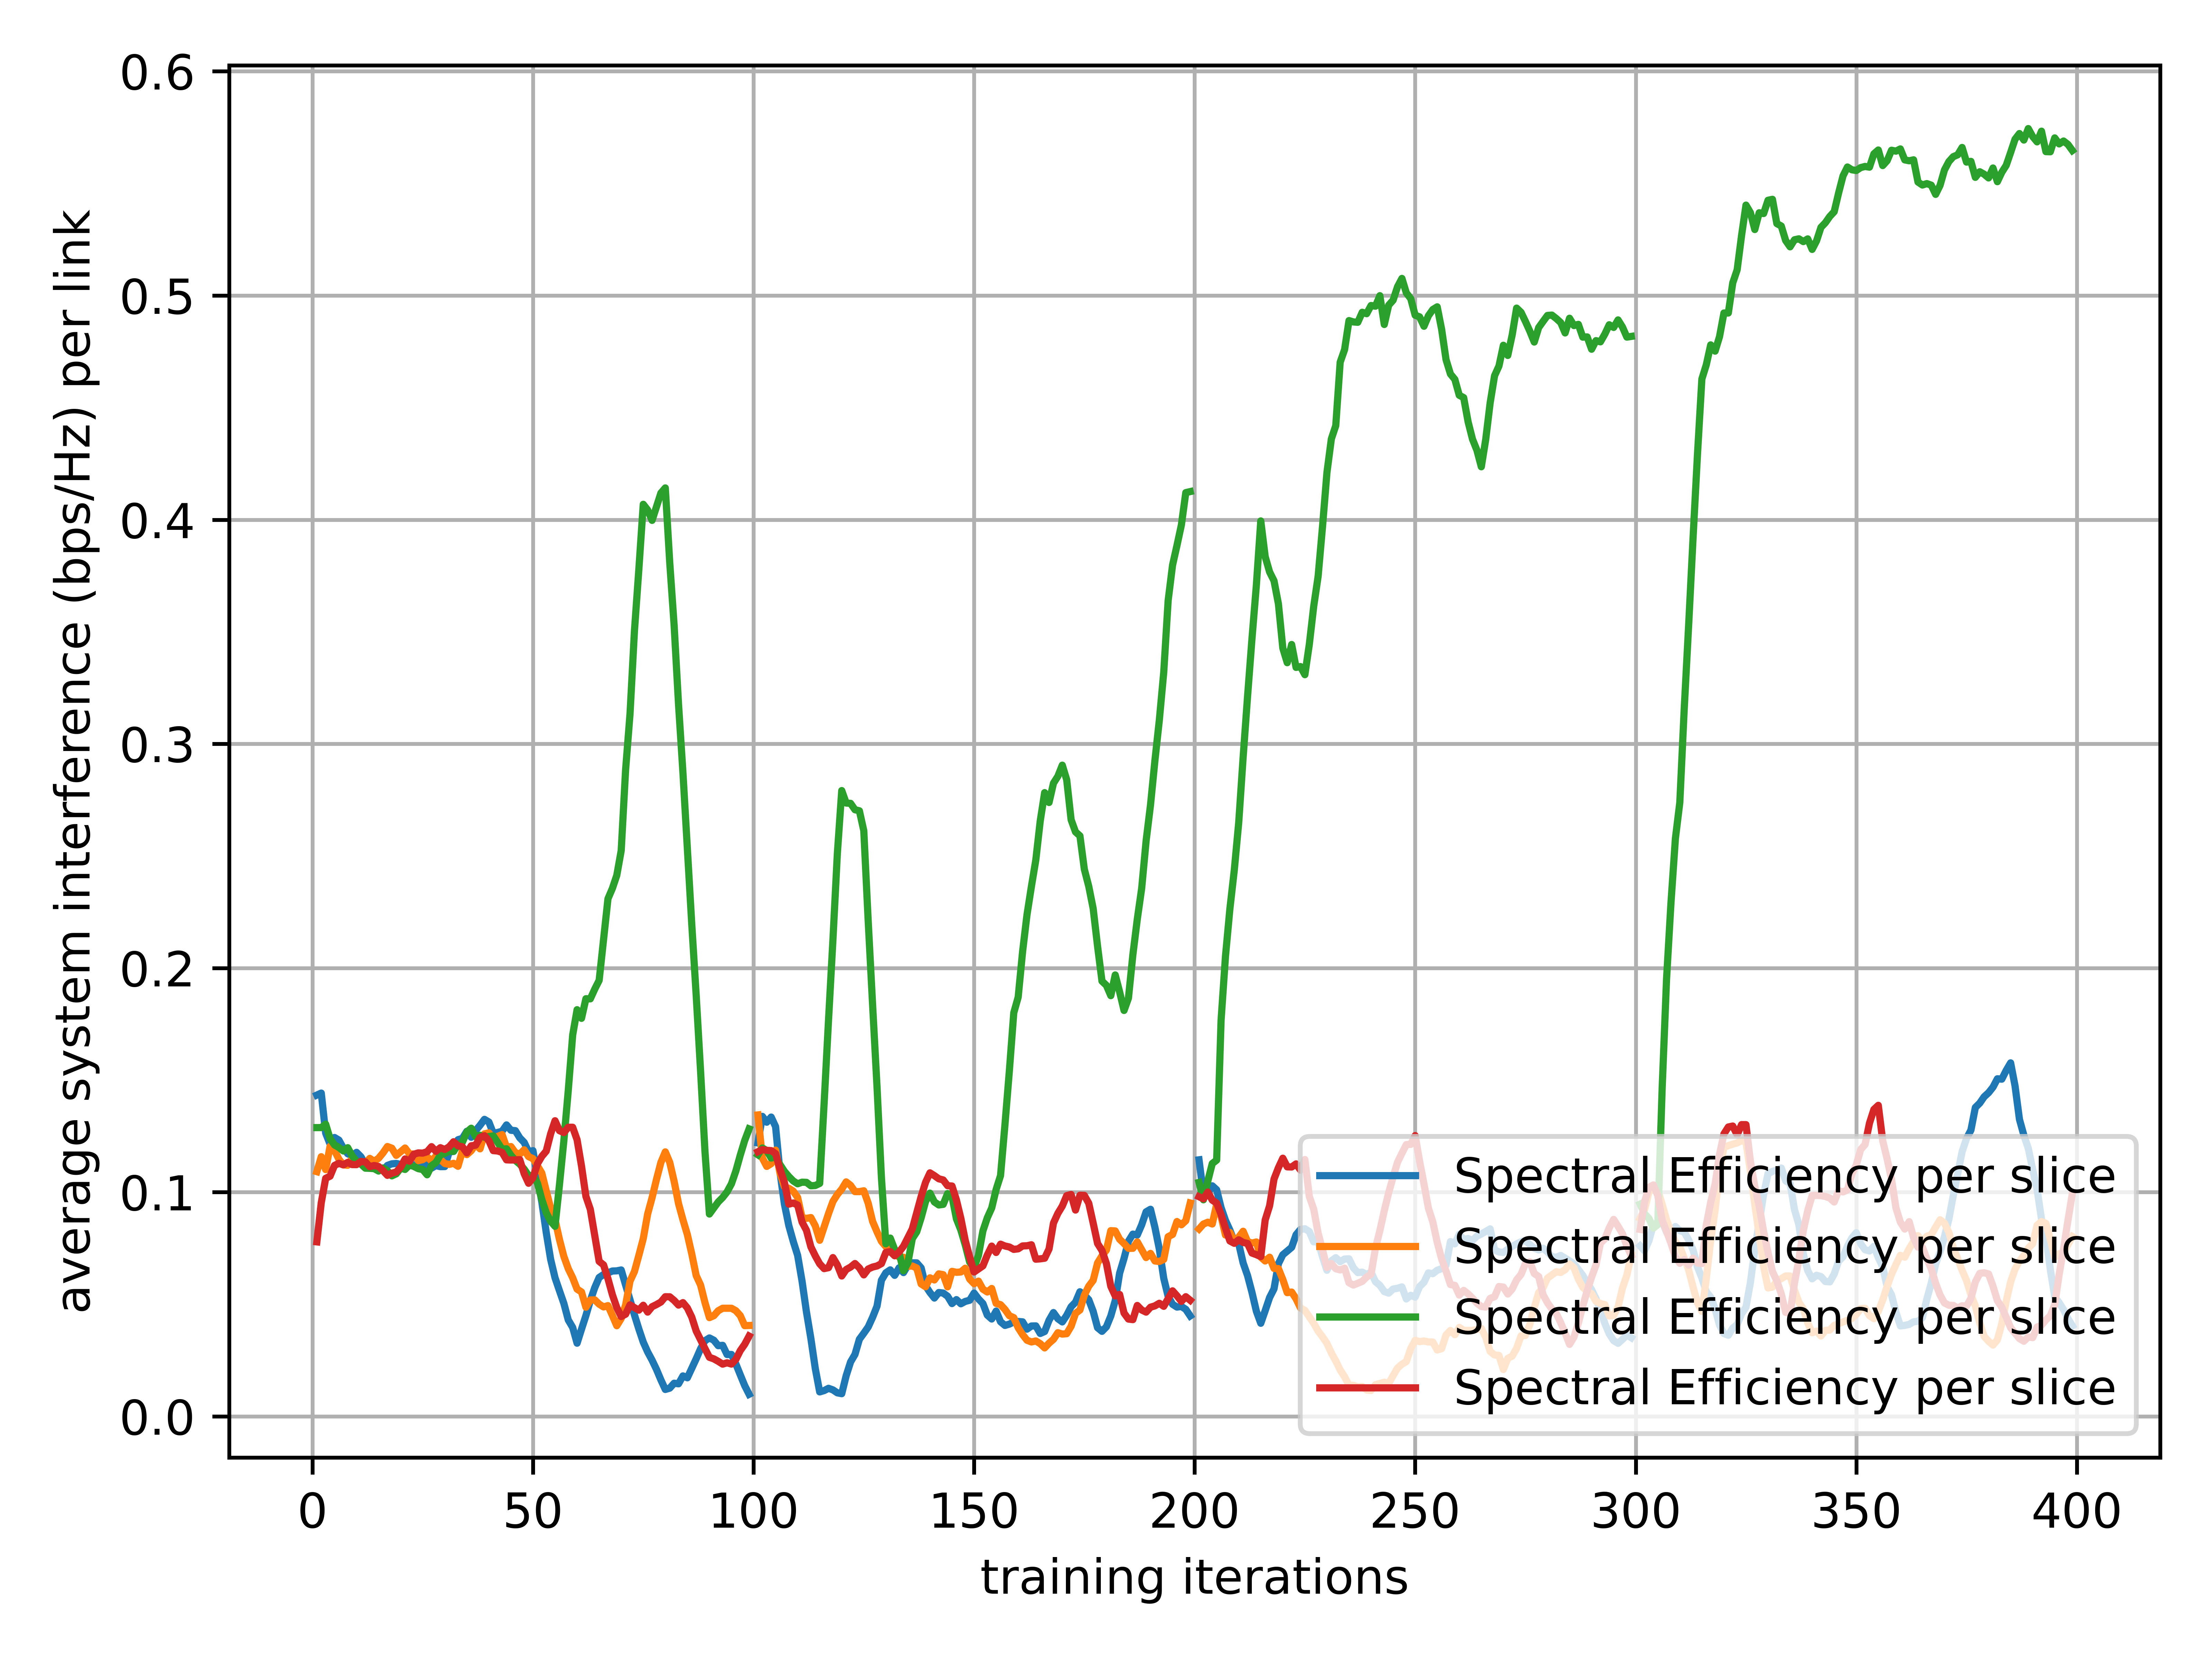 average system interference (bps/Hz) per link
0.6
0.5
0.4
0.3
0.2
0.1
0.0
Spectral Efficiency per slice
Spectral Efficiency per slice
Spectral Efficiency per slice
Spectral Efficiency per slice
0 50 100 150 200 250 300 350 400
training iterations